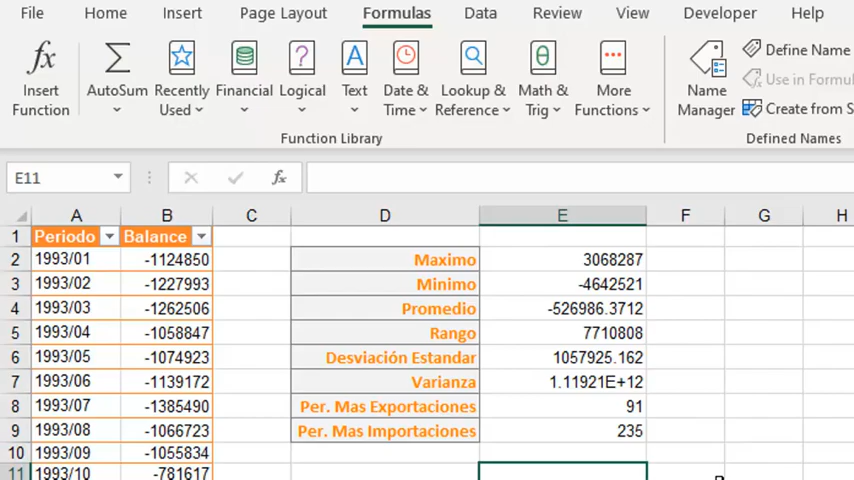 File Home Insert Page Layout Formulas Data Review View Developer Help
fx Σ ? A θ
Insert Function AutoSum Recently Used Financial Logical Text Date & Time Lookup & Reference Math & Trig More Functions Name Manager
Define Name
Use in Formul
Create from S
Function Library Defined Names
E11 fx
A B C D E F G H
1 Periodo Balance
2 1993/01 -1124850 Maximo 3068287
3 1993/02 -1227993 Minimo -4642521
4 1993/03 -1262506 Promedio -526986.3712
5 1993/04 -1058847 Rango 7710808
6 1993/05 -1074923 Desviación Estandar 1057925.162
7 1993/06 -1139172 Varianza 1.11921E+12
8 1993/07 -1385490 Per. Mas Exportaciones 91
9 1993/08 -1066723 Per. Mas Importaciones 235
10 1993/09 -1055834
11 1993/10 -781617